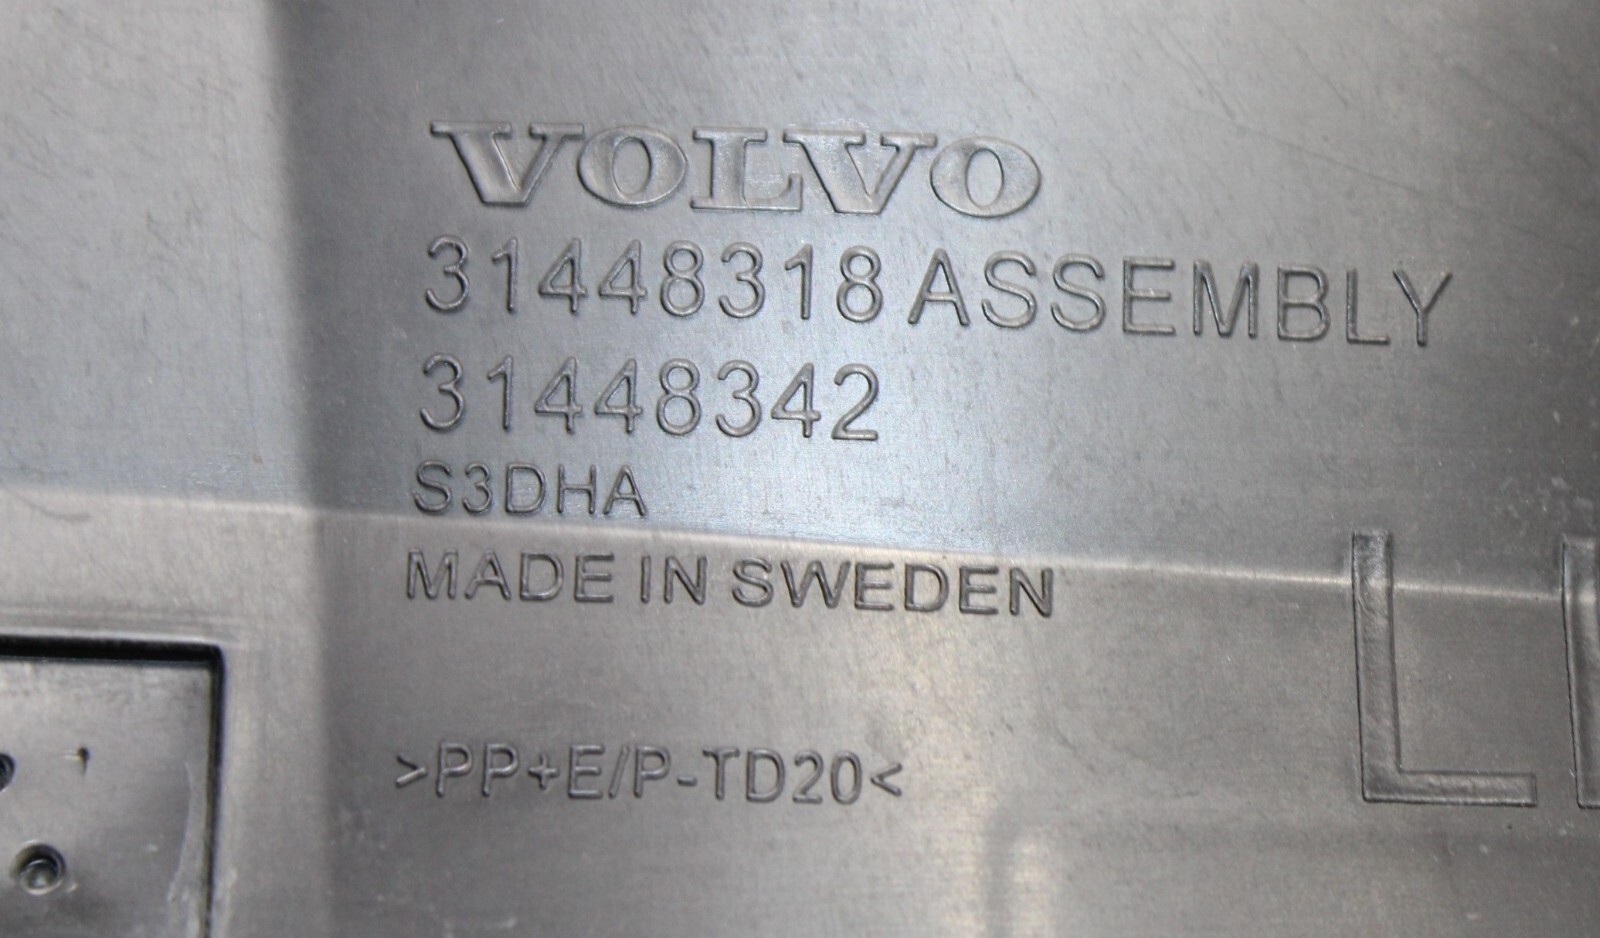 VOLVO
31448318 ASSEMBLY
31448342
S3DHA
MADE IN SWEDEN
>PP+E/P-TD20<